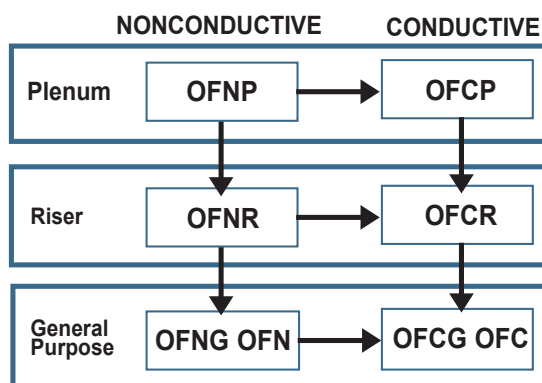 NONCONDUCTIVE CONDUCTIVE
Plenum OFNP OFCP
Riser OFNR OFCR
General
Purpose OFNG OFN OFCG OFC